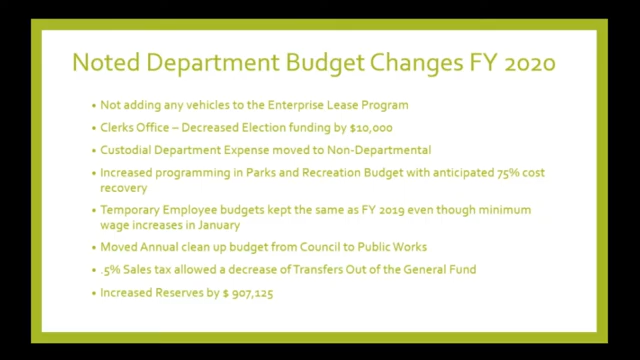 Noted Department Budget Changes FY 2020
• Not adding any vehicles to the Enterprise Lease Program
• Clerks Office – Decreased Election funding by $10,000
• Custodial Department Expense moved to Non-Departmental
• Increased programming in Parks and Recreation Budget with anticipated 75% cost
recovery
• Temporary Employee budgets kept the same as FY 2019 even though minimum
wage increases in January
• Moved Annual clean up budget from Council to Public Works
• .5% Sales tax allowed a decrease of Transfers Out of the General Fund
• Increased Reserves by $ 907,125